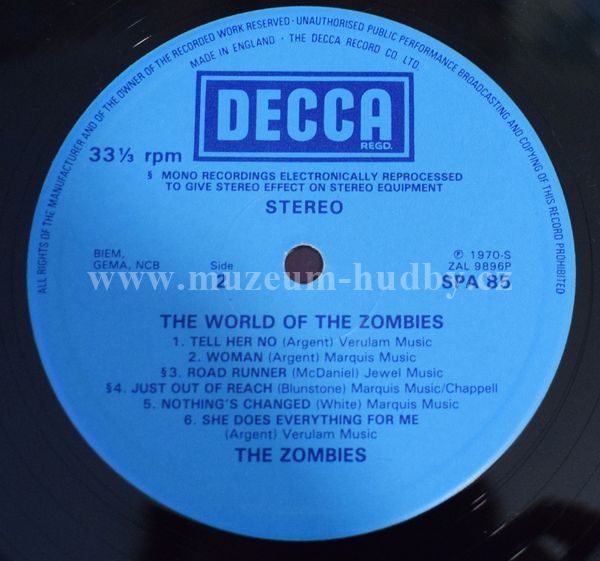 ALL RIGHTS OF THE MANUFACTURER AND OF THE OWNER OF THE RECORDED WORK RESERVED · UNAUTHORISED PUBLIC PERFORMANCE BROADCASTING AND COPYING OF THIS RECORD PROHIBITED
MADE IN ENGLAND · THE DECCA RECORD CO. LTD.
DECCA
REGD.
33⅓ rpm
§ MONO RECORDINGS ELECTRONICALLY REPROCESSED
TO GIVE STEREO EFFECT ON STEREO EQUIPMENT
STEREO
BIEM,
GEMA, NCB
Side
2
℗ 1970-S
ZAL 9896P
SPA 85
www.muzeum-hudby.cz
THE WORLD OF THE ZOMBIES
1. TELL HER NO (Argent) Verulam Music
2. WOMAN (Argent) Marquis Music
§3. ROAD RUNNER (McDaniel) Jewel Music
§4. JUST OUT OF REACH (Blunstone) Marquis Music/Chappell
5. NOTHING'S CHANGED (White) Marquis Music
6. SHE DOES EVERYTHING FOR ME
(Argent) Verulam Music
THE ZOMBIES